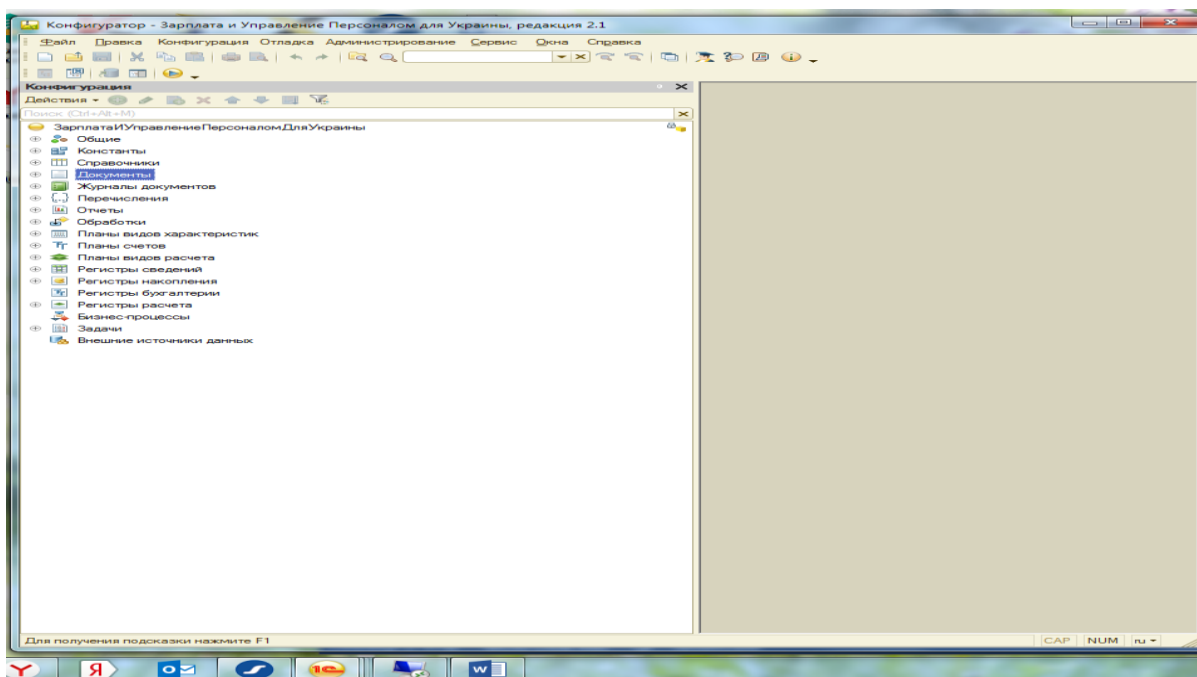 Конфигуратор - Зарплата и Управление Персоналом для Украины, редакция 2.1
Файл Правка Конфигурация Отладка Администрирование Сервис Окна Справка
Конфигурация
Действия
Поиск (Ctrl+Alt+M)
ЗарплатаИУправлениеПерсоналомДляУкраины
Общие
Константы
Справочники
Документы
Журналы документов
Перечисления
Отчеты
Обработки
Планы видов характеристик
Планы счетов
Планы видов расчета
Регистры сведений
Регистры накопления
Регистры бухгалтерии
Регистры расчета
Бизнес-процессы
Задачи
Внешние источники данных
Для получения подсказки нажмите F1
CAP NUM ru
Я 1С W